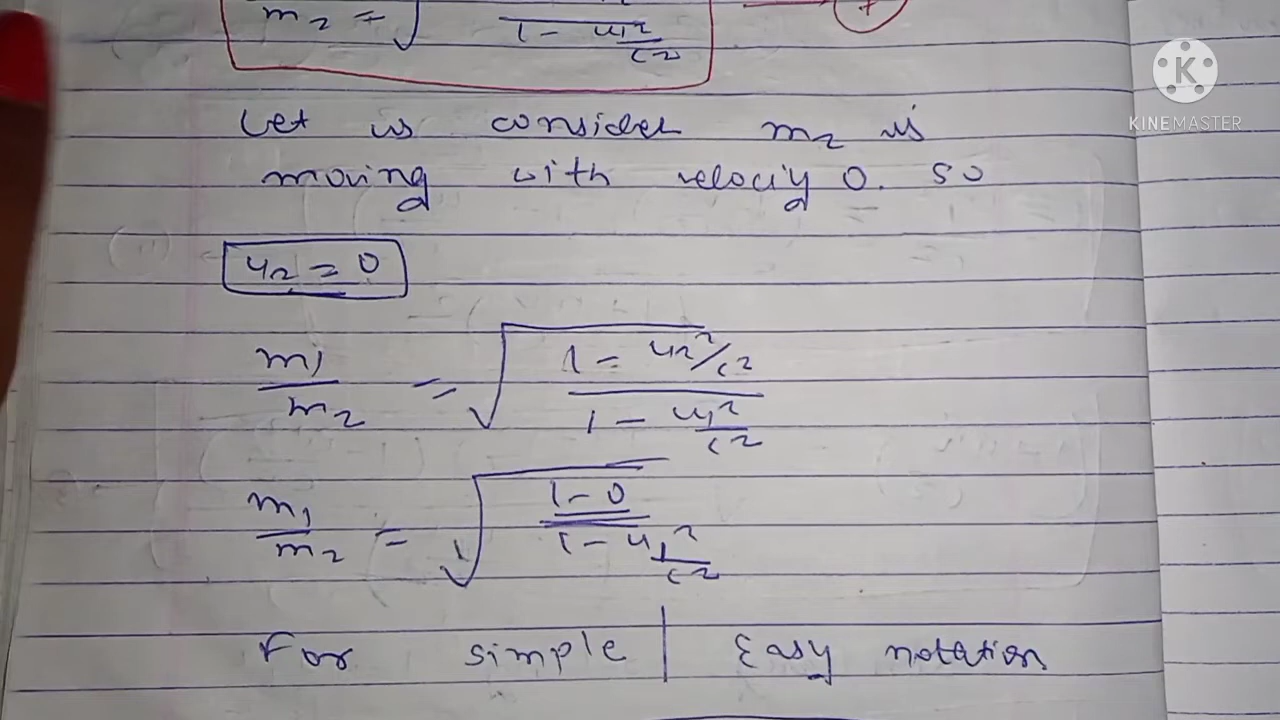 m₂ = √ 1 - u₁²/c²
K
KINEMASTER
Let us consider m₂ is
moving with velociy 0. so
u₂ = 0
m₁/m₂ = √ (1 - u₂²/c²) / (1 - u₁²/c²)
m₁/m₂ = √ (1 - 0) / (1 - u₁²/c²)
For simple | Easy notation